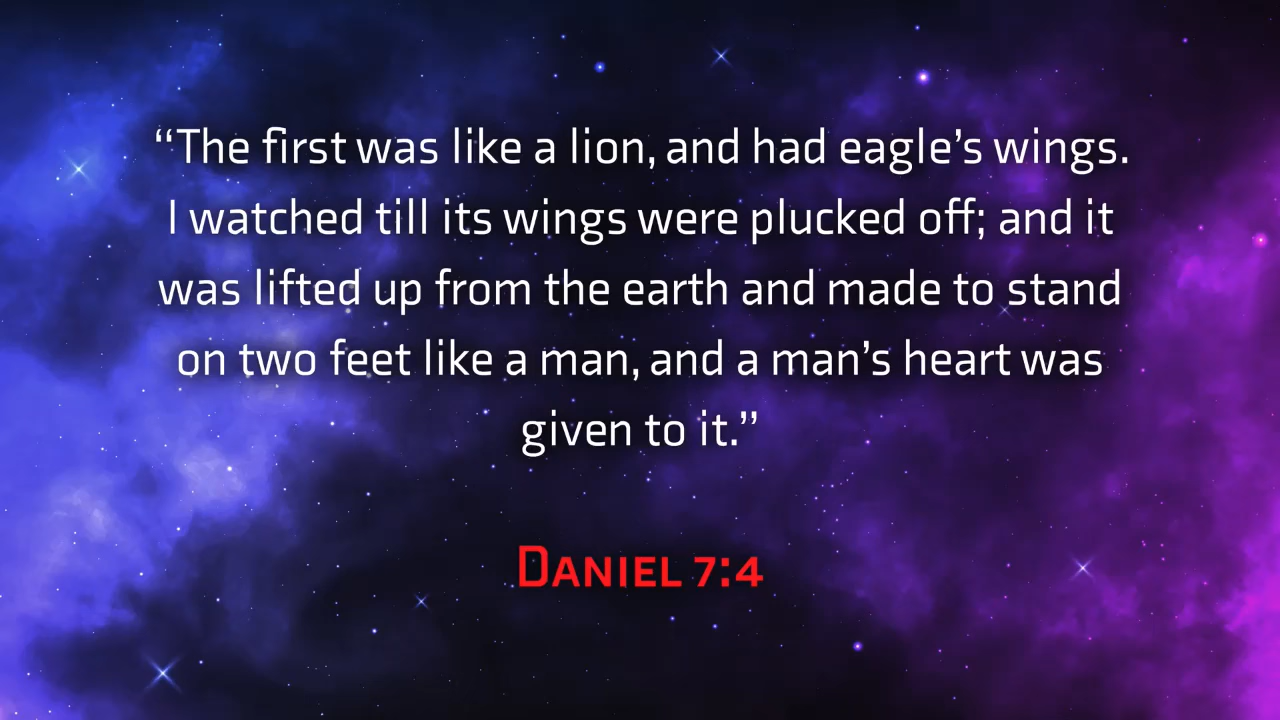 “The first was like a lion, and had eagle’s wings.
I watched till its wings were plucked off; and it
was lifted up from the earth and made to stand
on two feet like a man, and a man’s heart was
given to it.”
Daniel 7:4